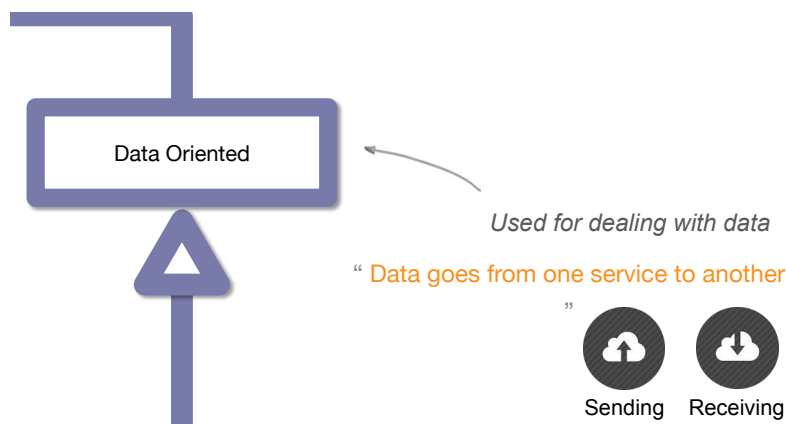 Data Oriented
Used for dealing with data
“ Data goes from one service to another
”
Sending Receiving